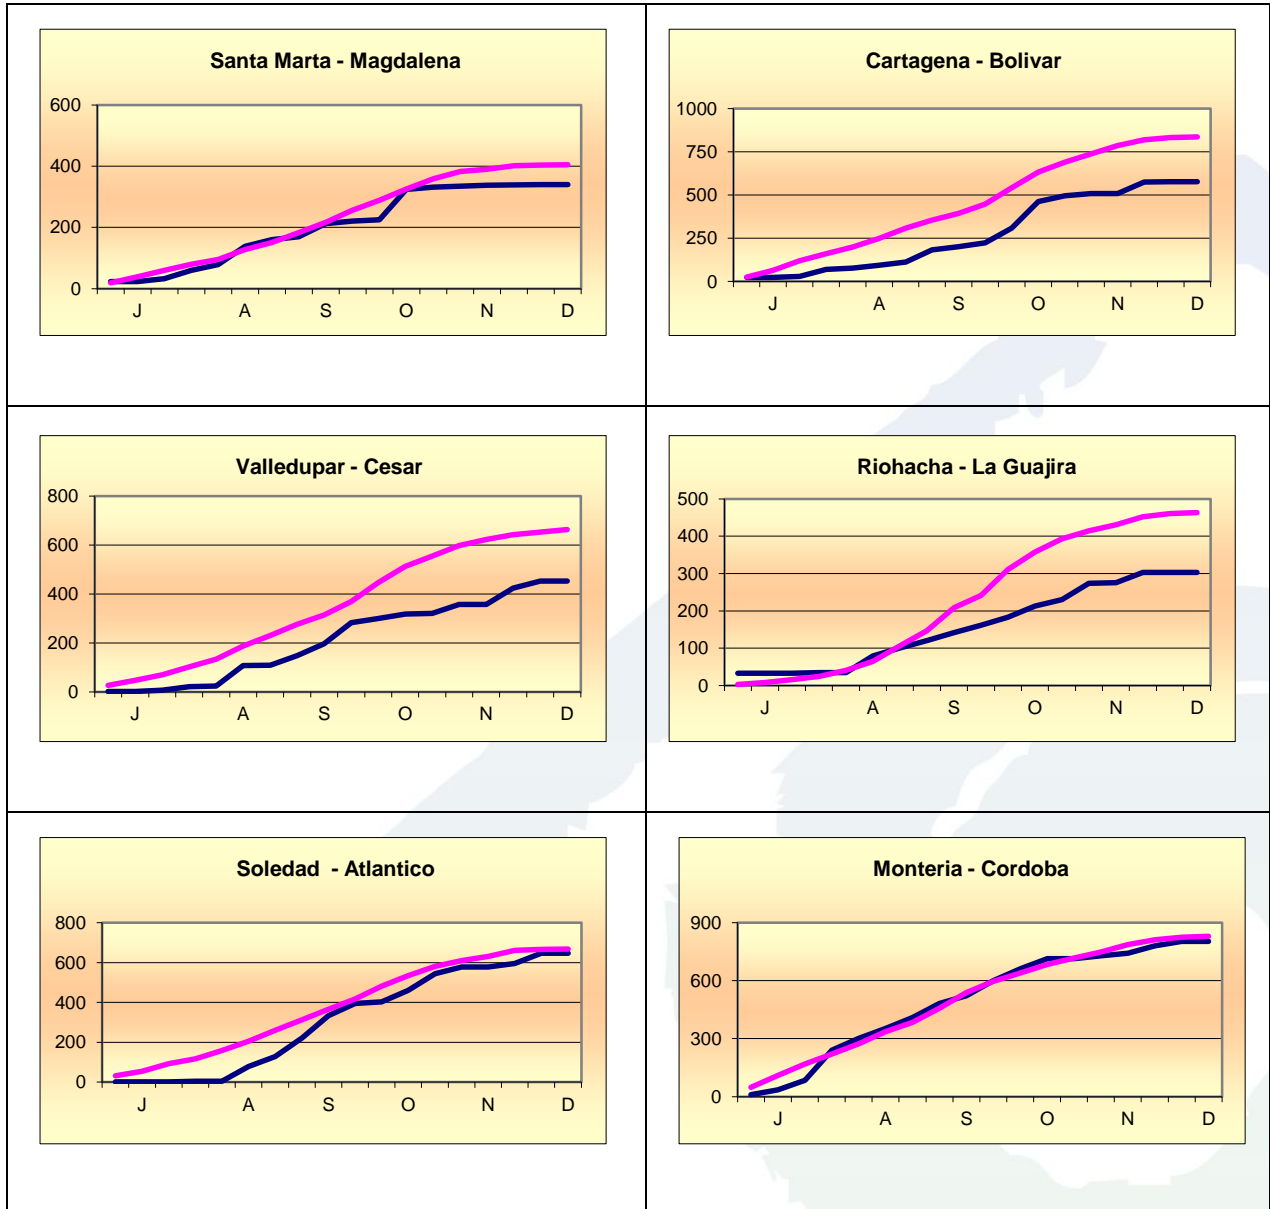 Santa Marta - Magdalena
600
400
200
0
J A S O N D
Cartagena - Bolivar
1000
750
500
250
0
J A S O N D
Valledupar - Cesar
800
600
400
200
0
J A S O N D
Riohacha - La Guajira
500
400
300
200
100
0
J A S O N D
Soledad - Atlantico
800
600
400
200
0
J A S O N D
Monteria - Cordoba
900
600
300
0
J A S O N D